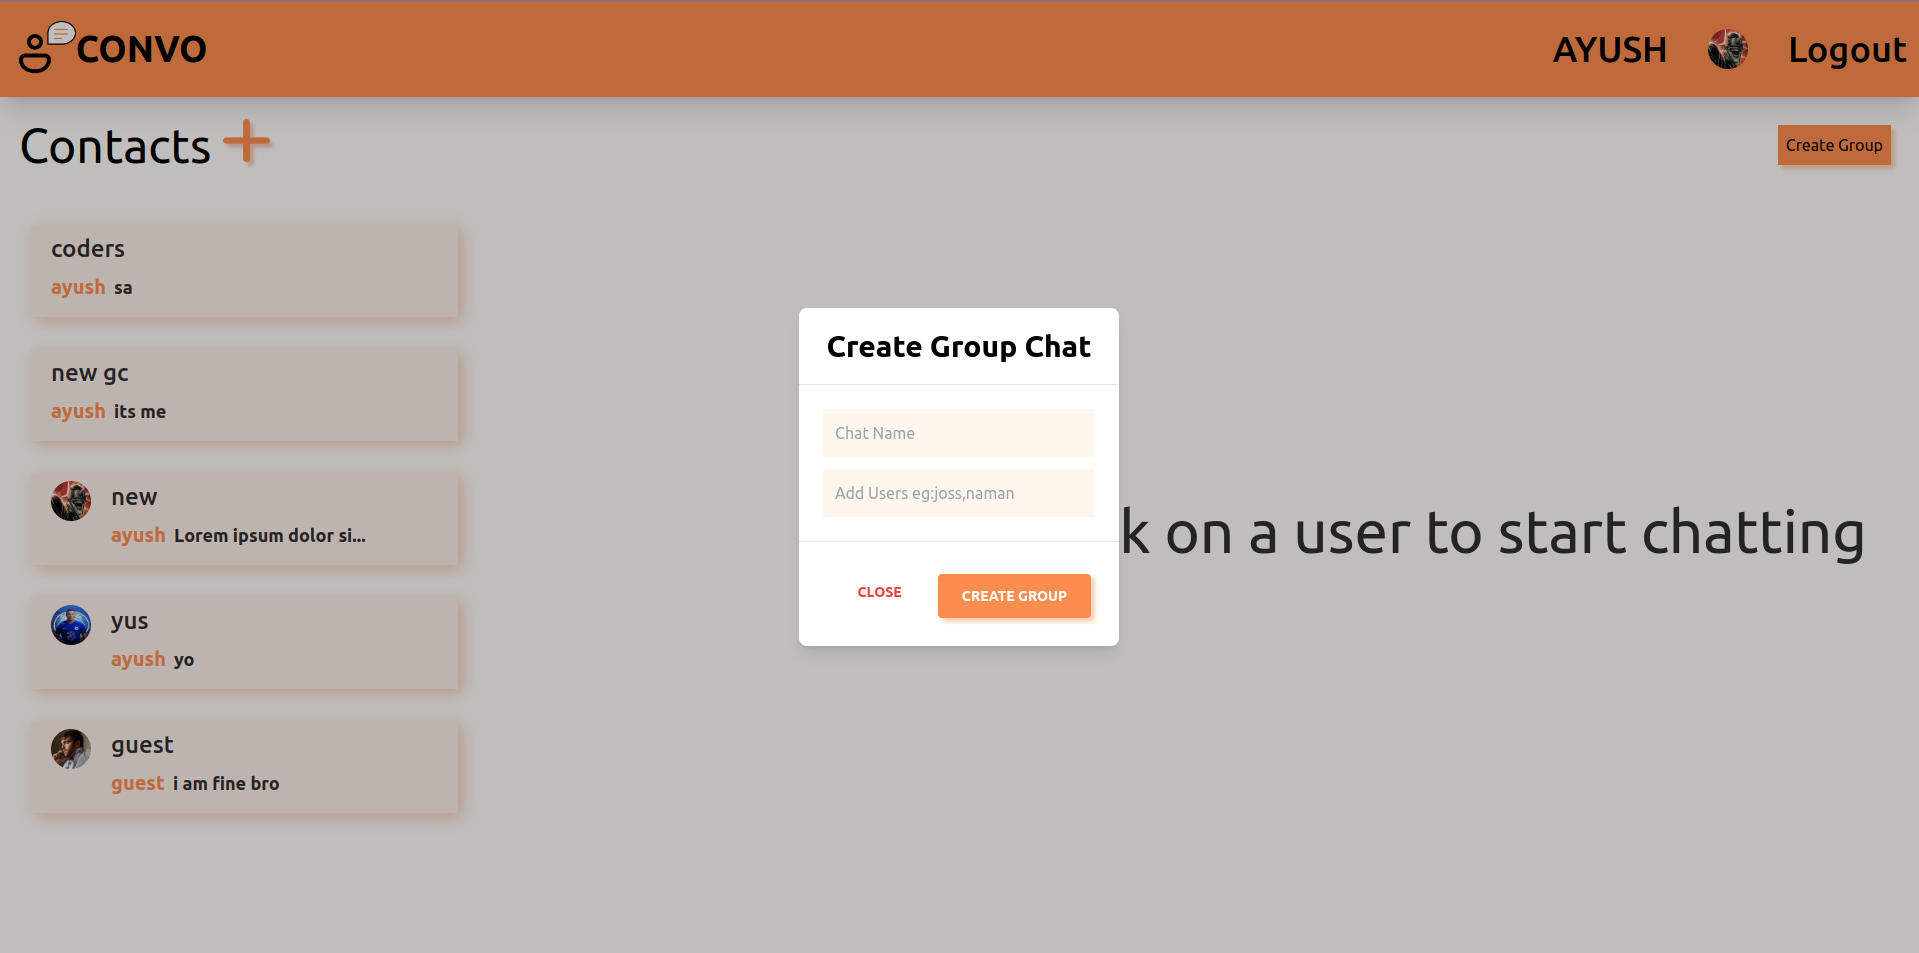 CONVO
AYUSH
Logout
Contacts
Create Group
coders
ayush sa
new gc
ayush its me
new
ayush Lorem ipsum dolor si...
yus
ayush yo
guest
guest i am fine bro
Create Group Chat
Chat Name
Add Users eg:joss,naman
CLOSE
CREATE GROUP
k on a user to start chatting